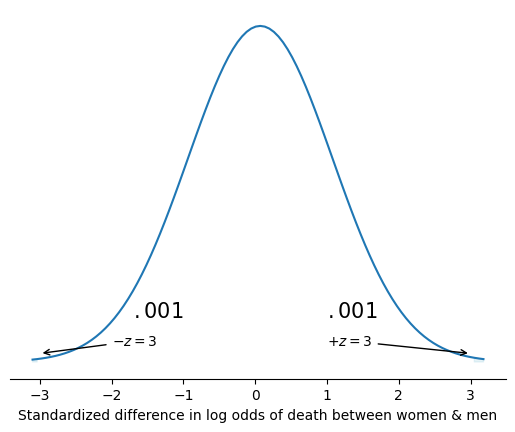 .001 .001
−z = 3 +z = 3
−3 −2 −1 0 1 2 3
Standardized difference in log odds of death between women & men